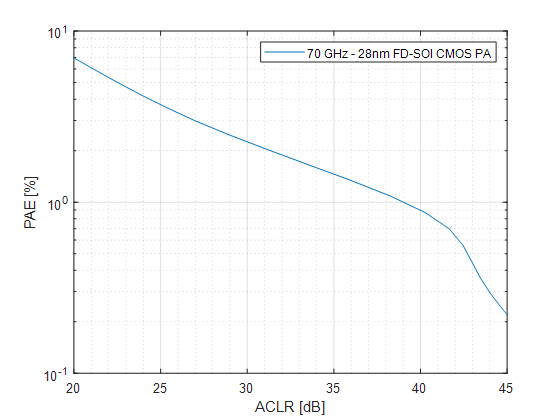 70 GHz - 28nm FD-SOI CMOS PA
10^1
10^0
10^-1
PAE [%]
20 25 30 35 40 45
ACLR [dB]